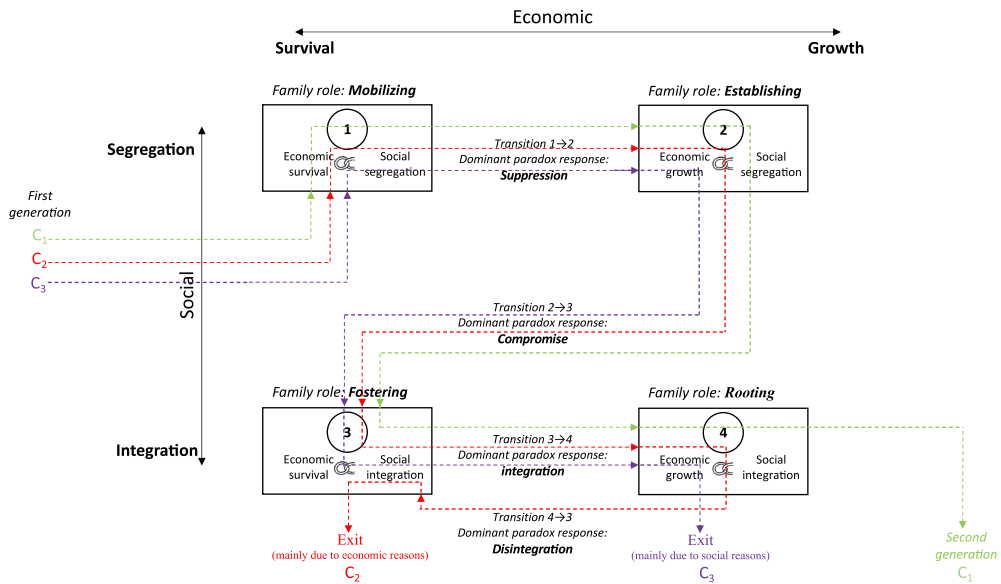 Economic
Survival
Growth
Family role: Mobilizing
Family role: Establishing
1
2
Segregation
Economic survival
Social segregation
Transition 1→2
Dominant paradox response:
Suppression
Economic growth
Social segregation
First
generation
C1
C2
C3
Social
Transition 2→3
Dominant paradox response:
Compromise
Family role: Fostering
Family role: Rooting
3
4
Integration
Economic survival
Social integration
Transition 3→4
Dominant paradox response:
integration
Economic growth
Social integration
Transition 4→3
Dominant paradox response:
Disintegration
Exit
(mainly due to economic reasons)
C2
Exit
(mainly due to social reasons)
C3
Second
generation
C1